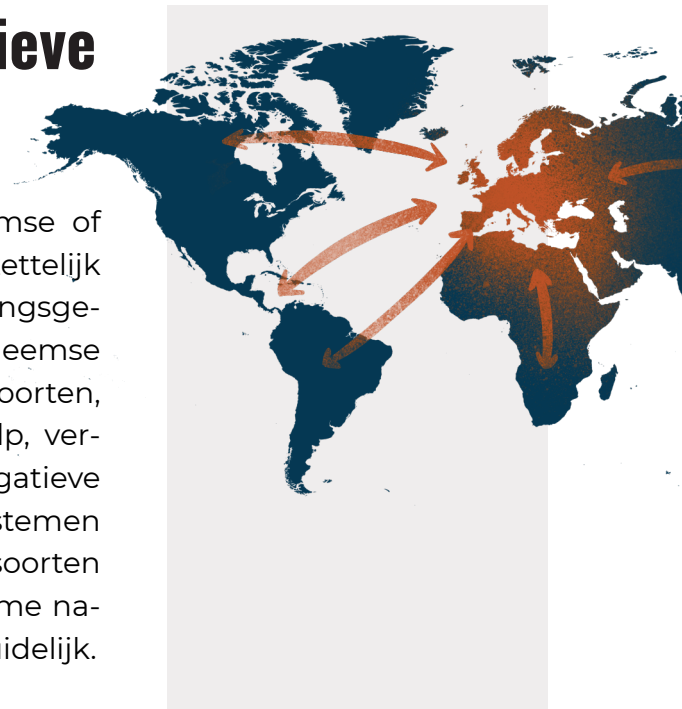 ieve
mse of
ettelijk
ngsge-
eemse
oorten,
lp, ver-
gatieve
stemen
soorten
me na-
idelijk.